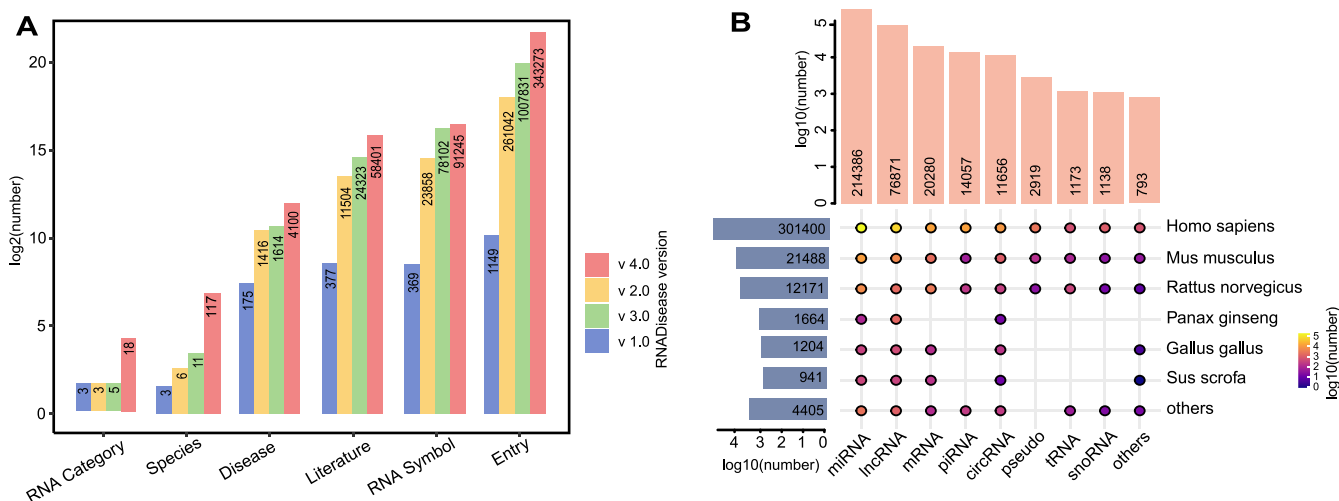 A
log2(number)
20
15
10
5
0
3
3
5
18
3
6
11
117
175
1416
1614
4100
377
11504
24323
58401
369
23858
78102
91245
1149
261042
1007831
343273
RNA Category
Species
Disease
Literature
RNA Symbol
Entry
v 4.0
v 2.0
v 3.0
v 1.0
RNADisease version
B
log10(number)
5
4
3
2
1
0
214386
76871
20280
14057
11656
2919
1173
1138
793
301400
Homo sapiens
21488
Mus musculus
12171
Rattus norvegicus
1664
Panax ginseng
1204
Gallus gallus
941
Sus scrofa
4405
others
4 3 2 1 0
log10(number)
miRNA
lncRNA
mRNA
piRNA
circRNA
pseudo
tRNA
snoRNA
others
5
4
3
2
1
0
log10(number)